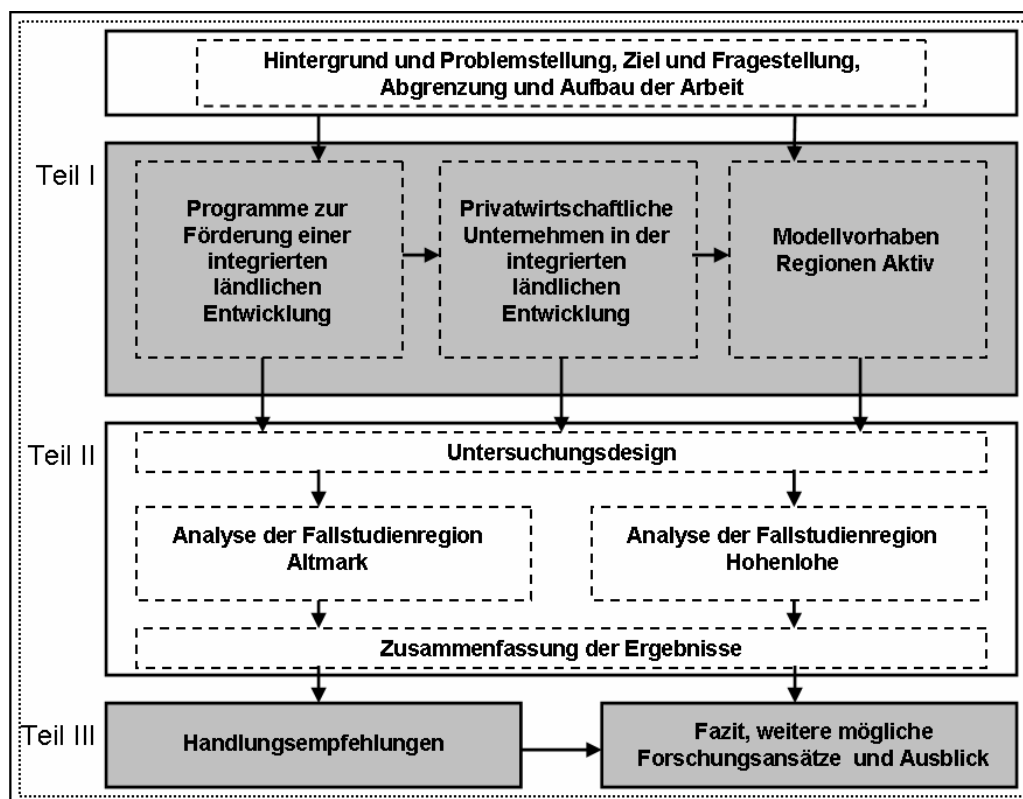 Hintergrund und Problemstellung, Ziel und Fragestellung,
Abgrenzung und Aufbau der Arbeit
Teil I
Programme zur
Förderung einer
integrierten
ländlichen
Entwicklung
Privatwirtschaftliche
Unternehmen in der
integrierten
ländlichen
Entwicklung
Modellvorhaben
Regionen Aktiv
Teil II
Untersuchungsdesign
Analyse der Fallstudienregion
Altmark
Analyse der Fallstudienregion
Hohenlohe
Zusammenfassung der Ergebnisse
Teil III
Handlungsempfehlungen
Fazit, weitere mögliche
Forschungsansätze und Ausblick